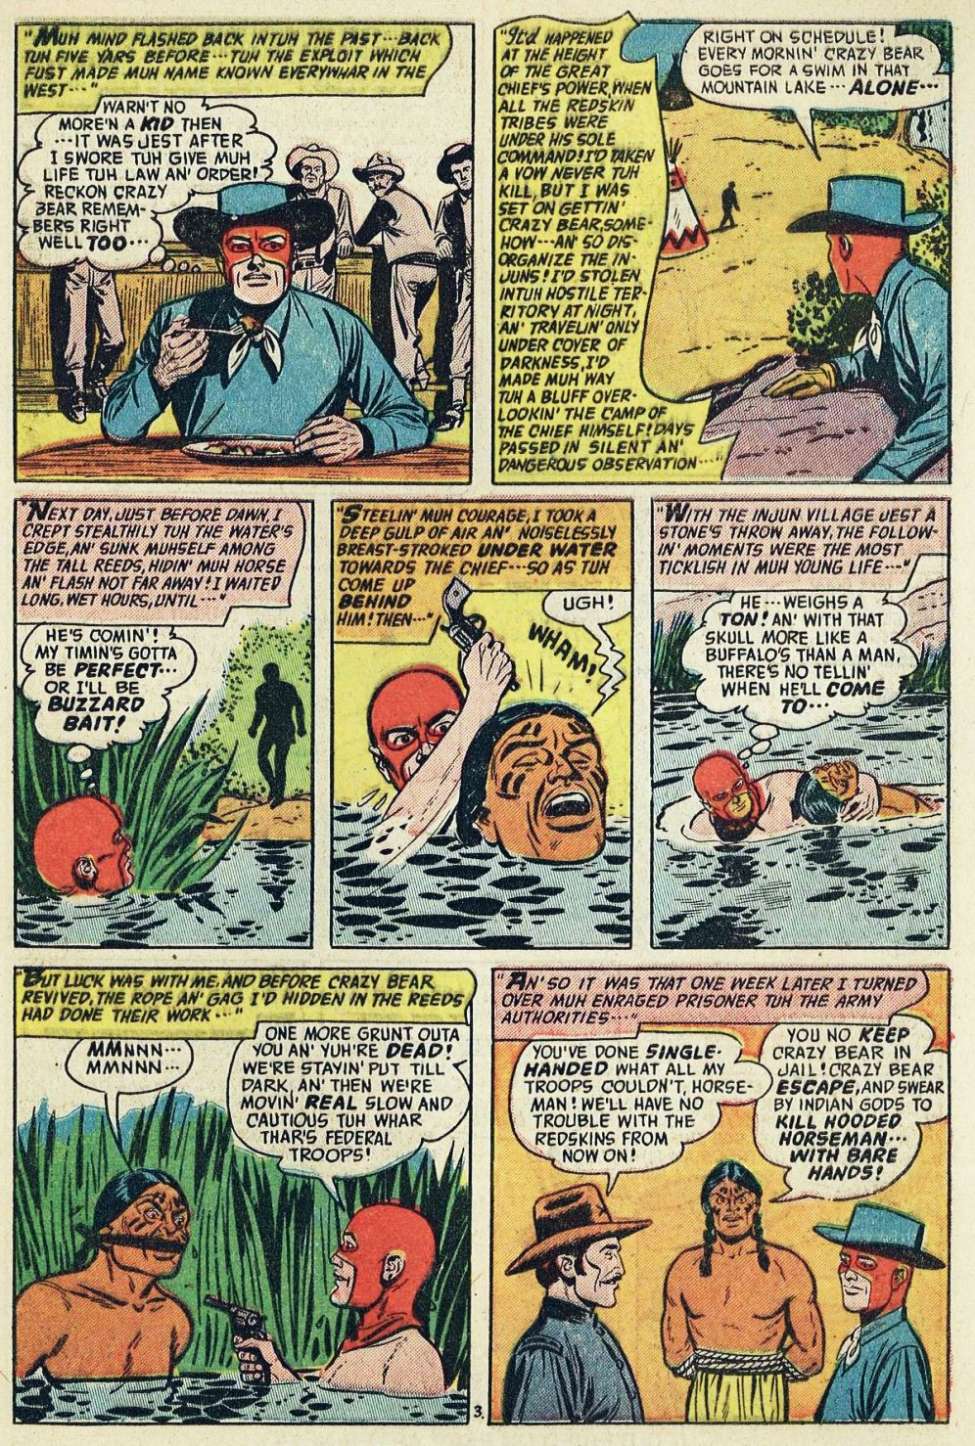 "MUH MIND FLASHED BACK INTUH THE PAST---BACK
TUH FIVE YARS BEFORE---TUH THE EXPLOIT WHICH
FUST MADE MUH NAME KNOWN EVERYWHAR IN THE
WEST---"
WARN'T NO
MORE'N A KID THEN
---IT WAS JEST AFTER
I SWORE TUH GIVE MUH
LIFE TUH LAW AN' ORDER!
RECKON CRAZY
BEAR REMEM-
BERS RIGHT
WELL TOO---
"IT'D HAPPENED
AT THE HEIGHT
OF THE GREAT
CHIEF'S POWER, WHEN
ALL THE REDSKIN
TRIBES WERE
UNDER HIS SOLE
COMMAND! I'D TAKEN
A VOW NEVER TUH
KILL, BUT I WAS
SET ON GETTIN'
CRAZY BEAR, SOME-
HOW---AN' SO DIS-
ORGANIZE THE IN-
JUNS! I'D STOLEN
INTUH HOSTILE TER-
RITORY AT NIGHT,
AN' TRAVELIN' ONLY
UNDER COVER OF
DARKNESS, I'D
MADE MUH WAY
TUH A BLUFF OVER-
LOOKIN' THE CAMP OF
THE CHIEF HIMSELF! DAYS
PASSED IN SILENT AN'
DANGEROUS OBSERVATION---"
RIGHT ON SCHEDULE!
EVERY MORNIN' CRAZY BEAR
GOES FOR A SWIM IN THAT
MOUNTAIN LAKE---ALONE---
"NEXT DAY, JUST BEFORE DAWN, I
CREPT STEALTHILY TUH THE WATER'S
EDGE, AN' SUNK MUHSELF AMONG
THE TALL REEDS, HIDIN' MUH HORSE
AN' FLASH NOT FAR AWAY! I WAITED
LONG, WET HOURS, UNTIL---"
HE'S COMIN'!
MY TIMIN'S GOTTA
BE PERFECT---
OR I'LL BE
BUZZARD
BAIT!
"STEELIN' MUH COURAGE, I TOOK A
DEEP GULP OF AIR AN' NOISELESSLY
BREAST-STROKED UNDER WATER
TOWARDS THE CHIEF---SO AS TUH
COME UP
BEHIND
HIM! THEN---"
UGH!
WHAM!
"WITH THE INJUN VILLAGE JEST A
STONE'S THROW AWAY, THE FOLLOW-
IN' MOMENTS WERE THE MOST
TICKLISH IN MUH YOUNG LIFE---"
HE---WEIGHS A
TON! AN' WITH THAT
SKULL MORE LIKE A
BUFFALO'S THAN A MAN,
THERE'S NO TELLIN'
WHEN HE'LL COME
TO---
"BUT LUCK WAS WITH ME, AND BEFORE CRAZY BEAR
REVIVED, THE ROPE AN' GAG I'D HIDDEN IN THE REEDS
HAD DONE THEIR WORK---"
MMNNN---
MMNNN---
ONE MORE GRUNT OUTA
YOU AN' YUH'RE DEAD!
WE'RE STAYIN' PUT TILL
DARK, AN' THEN WE'RE
MOVIN' REAL SLOW AND
CAUTIOUS TUH WHAR
THAR'S FEDERAL
TROOPS!
3.
"AN' SO IT WAS THAT ONE WEEK LATER I TURNED
OVER MUH ENRAGED PRISONER TUH THE ARMY
AUTHORITIES---"
YOU'VE DONE SINGLE-
HANDED WHAT ALL MY
TROOPS COULDN'T, HORSE-
MAN! WE'LL HAVE NO
TROUBLE WITH THE
REDSKINS FROM
NOW ON!
YOU NO KEEP
CRAZY BEAR IN
JAIL! CRAZY BEAR
ESCAPE, AND SWEAR
BY INDIAN GODS TO
KILL HOODED
HORSEMAN---
WITH BARE
HANDS!